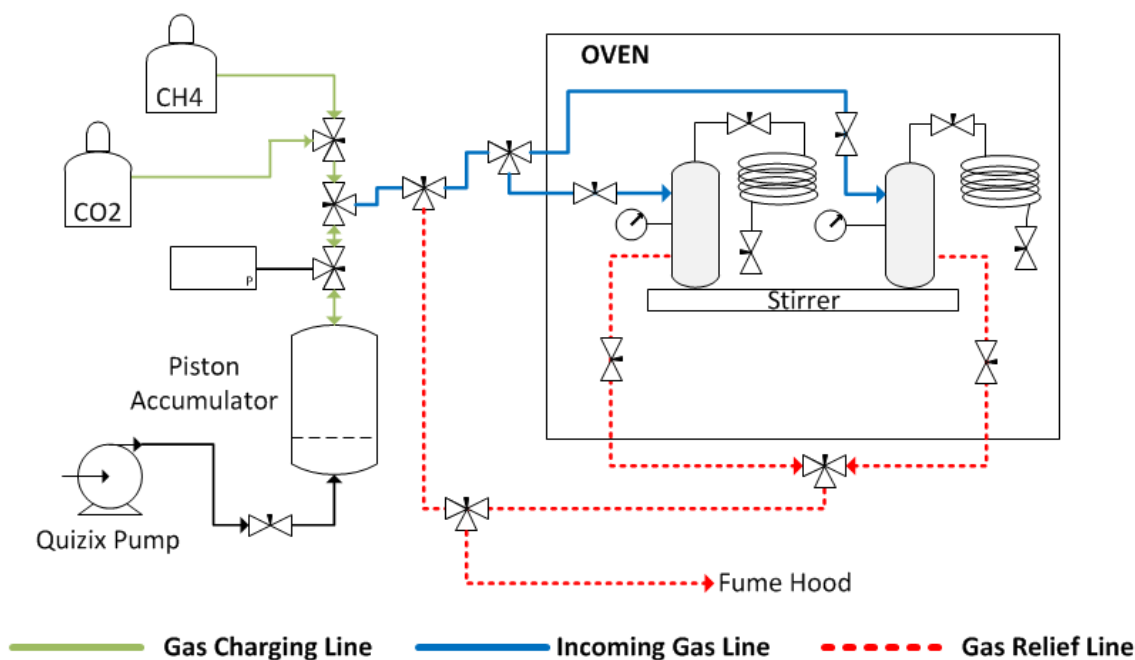 CH4
OVEN
CO2
P
Stirrer
Piston
Accumulator
Quizix Pump
Fume Hood
Gas Charging Line
Incoming Gas Line
Gas Relief Line